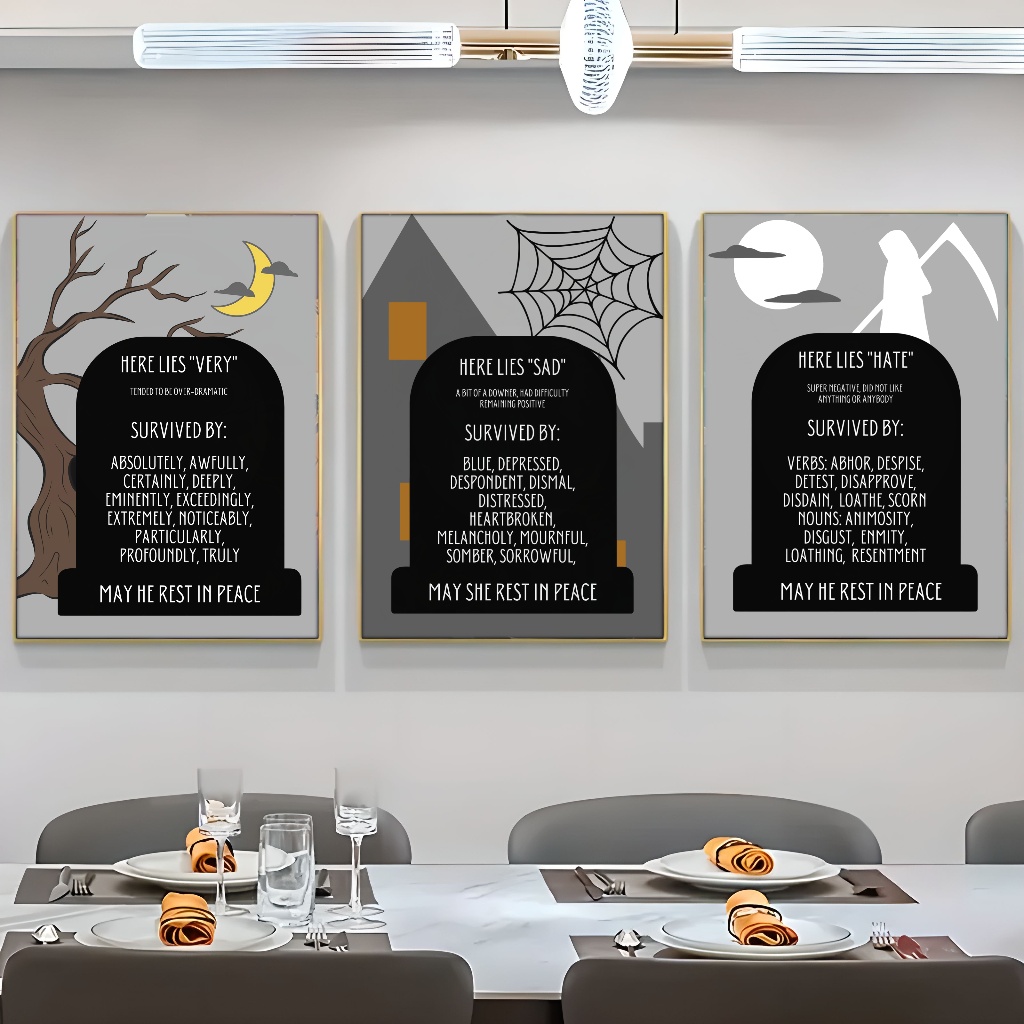 HERE LIES "VERY"
TENDED TO BE OVER-DRAMATIC
SURVIVED BY:
ABSOLUTELY, AWFULLY,
CERTAINLY, DEEPLY,
EMINENTLY, EXCEEDINGLY,
EXTREMELY, NOTICEABLY,
PARTICULARLY,
PROFOUNDLY, TRULY
MAY HE REST IN PEACE
HERE LIES "SAD"
A BIT OF A DOWNER, HAD DIFFICULTY
REMAINING POSITIVE
SURVIVED BY:
BLUE, DEPRESSED,
DESPONDENT, DISMAL,
DISTRESSED,
HEARTBROKEN,
MELANCHOLY, MOURNFUL,
SOMBER, SORROWFUL,
MAY SHE REST IN PEACE
HERE LIES "HATE"
SUPER NEGATIVE, DID NOT LIKE
ANYTHING OR ANYBODY
SURVIVED BY:
VERBS: ABHOR, DESPISE,
DETEST, DISAPPROVE,
DISDAIN, LOATHE, SCORN
NOUNS: ANIMOSITY,
DISGUST, ENMITY,
LOATHING, RESENTMENT
MAY HE REST IN PEACE